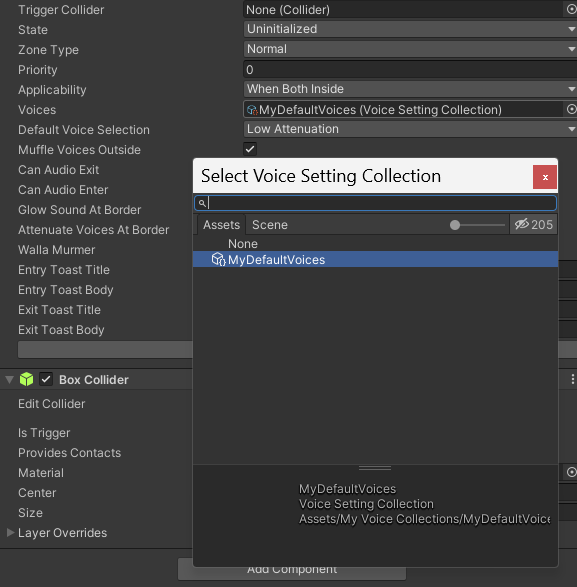 Trigger Collider None (Collider)
State Uninitialized
Zone Type Normal
Priority 0
Applicability When Both Inside
Voices MyDefaultVoices (Voice Setting Collection)
Default Voice Selection Low Attenuation
Muffle Voices Outside
Can Audio Exit
Can Audio Enter
Glow Sound At Border
Attenuate Voices At Border
Walla Murmer
Entry Toast Title
Entry Toast Body
Exit Toast Title
Exit Toast Body
Select Voice Setting Collection x
Assets Scene 205
None
MyDefaultVoices
Box Collider
Edit Collider
Is Trigger
Provides Contacts
Material
Center
Size
Layer Overrides
MyDefaultVoices
Voice Setting Collection
Assets/My Voice Collections/MyDefaultVoice
Add Component